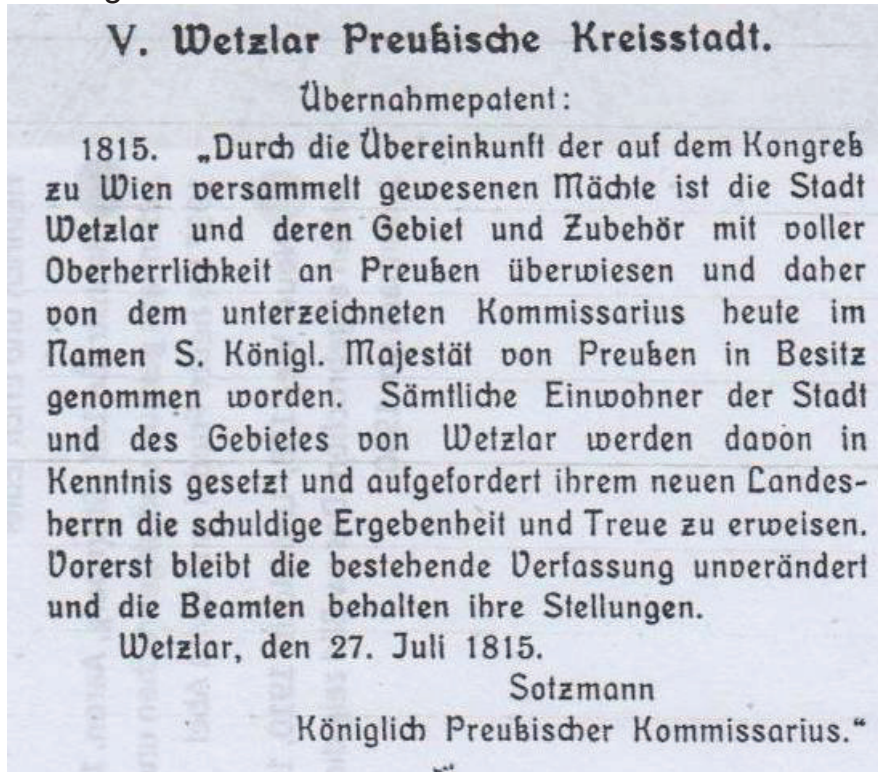 V. Wetzlar Preußische Kreisstadt.
Übernahmepatent:
1815. „Durch die Übereinkunft der auf dem Kongreß
zu Wien versammelt gewesenen Mächte ist die Stadt
Wetzlar und deren Gebiet und Zubehör mit voller
Oberherrlichkeit an Preußen überwiesen und daher
von dem unterzeichneten Kommissarius heute im
Namen S. Königl. Majestät von Preußen in Besitz
genommen worden. Sämtliche Einwohner der Stadt
und des Gebietes von Wetzlar werden davon in
Kenntnis gesetzt und aufgefordert ihrem neuen Landes-
herrn die schuldige Ergebenheit und Treue zu erweisen.
Vorerst bleibt die bestehende Verfassung unverändert
und die Beamten behalten ihre Stellungen.
Wetzlar, den 27. Juli 1815.
Sotzmann
Königlich Preußischer Kommissarius.“